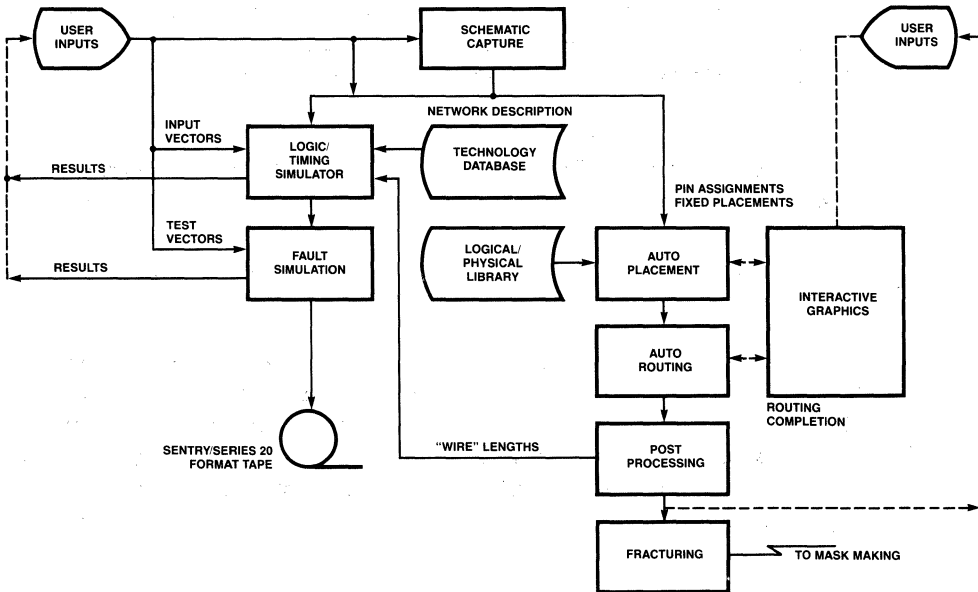 USER
INPUTS
SCHEMATIC
CAPTURE
USER
INPUTS
NETWORK DESCRIPTION
INPUT
VECTORS
LOGIC/
TIMING
SIMULATOR
TECHNOLOGY
DATABASE
RESULTS
PIN ASSIGNMENTS
FIXED PLACEMENTS
TEST
VECTORS
FAULT
SIMULATION
LOGICAL/
PHYSICAL
LIBRARY
AUTO
PLACEMENT
INTERACTIVE
GRAPHICS
RESULTS
AUTO
ROUTING
ROUTING
COMPLETION
SENTRY/SERIES 20
FORMAT TAPE
"WIRE" LENGTHS
POST
PROCESSING
FRACTURING
TO MASK MAKING